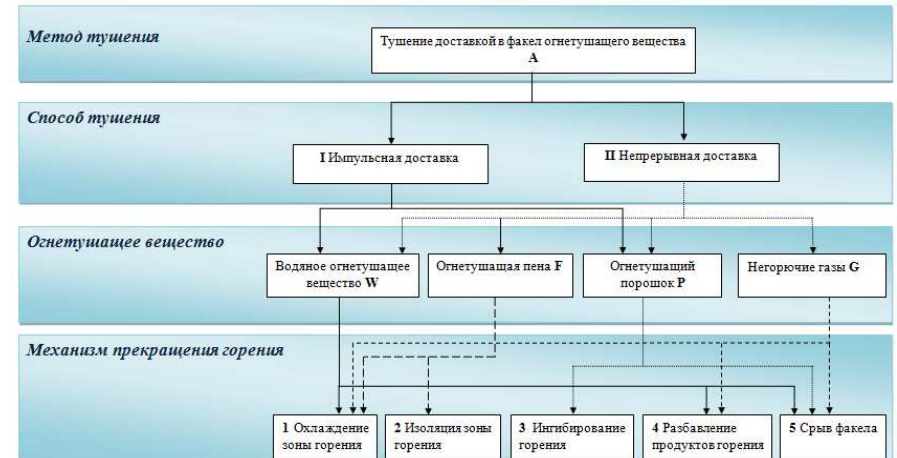 Метод тушения
Тушение доставкой в факел огнетушащего вещества
A
Способ тушения
I Импульсная доставка
II Непрерывная доставка
Огнетушащее вещество
Водяное огнетушащее
вещество W
Огнетушащая пена F
Огнетушащий
порошок P
Негорючие газы G
Механизм прекращения горения
1 Охлаждение
зоны горения
2 Изоляция зоны
горения
3 Ингибирование
горения
4 Разбавление
продуктов горения
5 Срыв факела